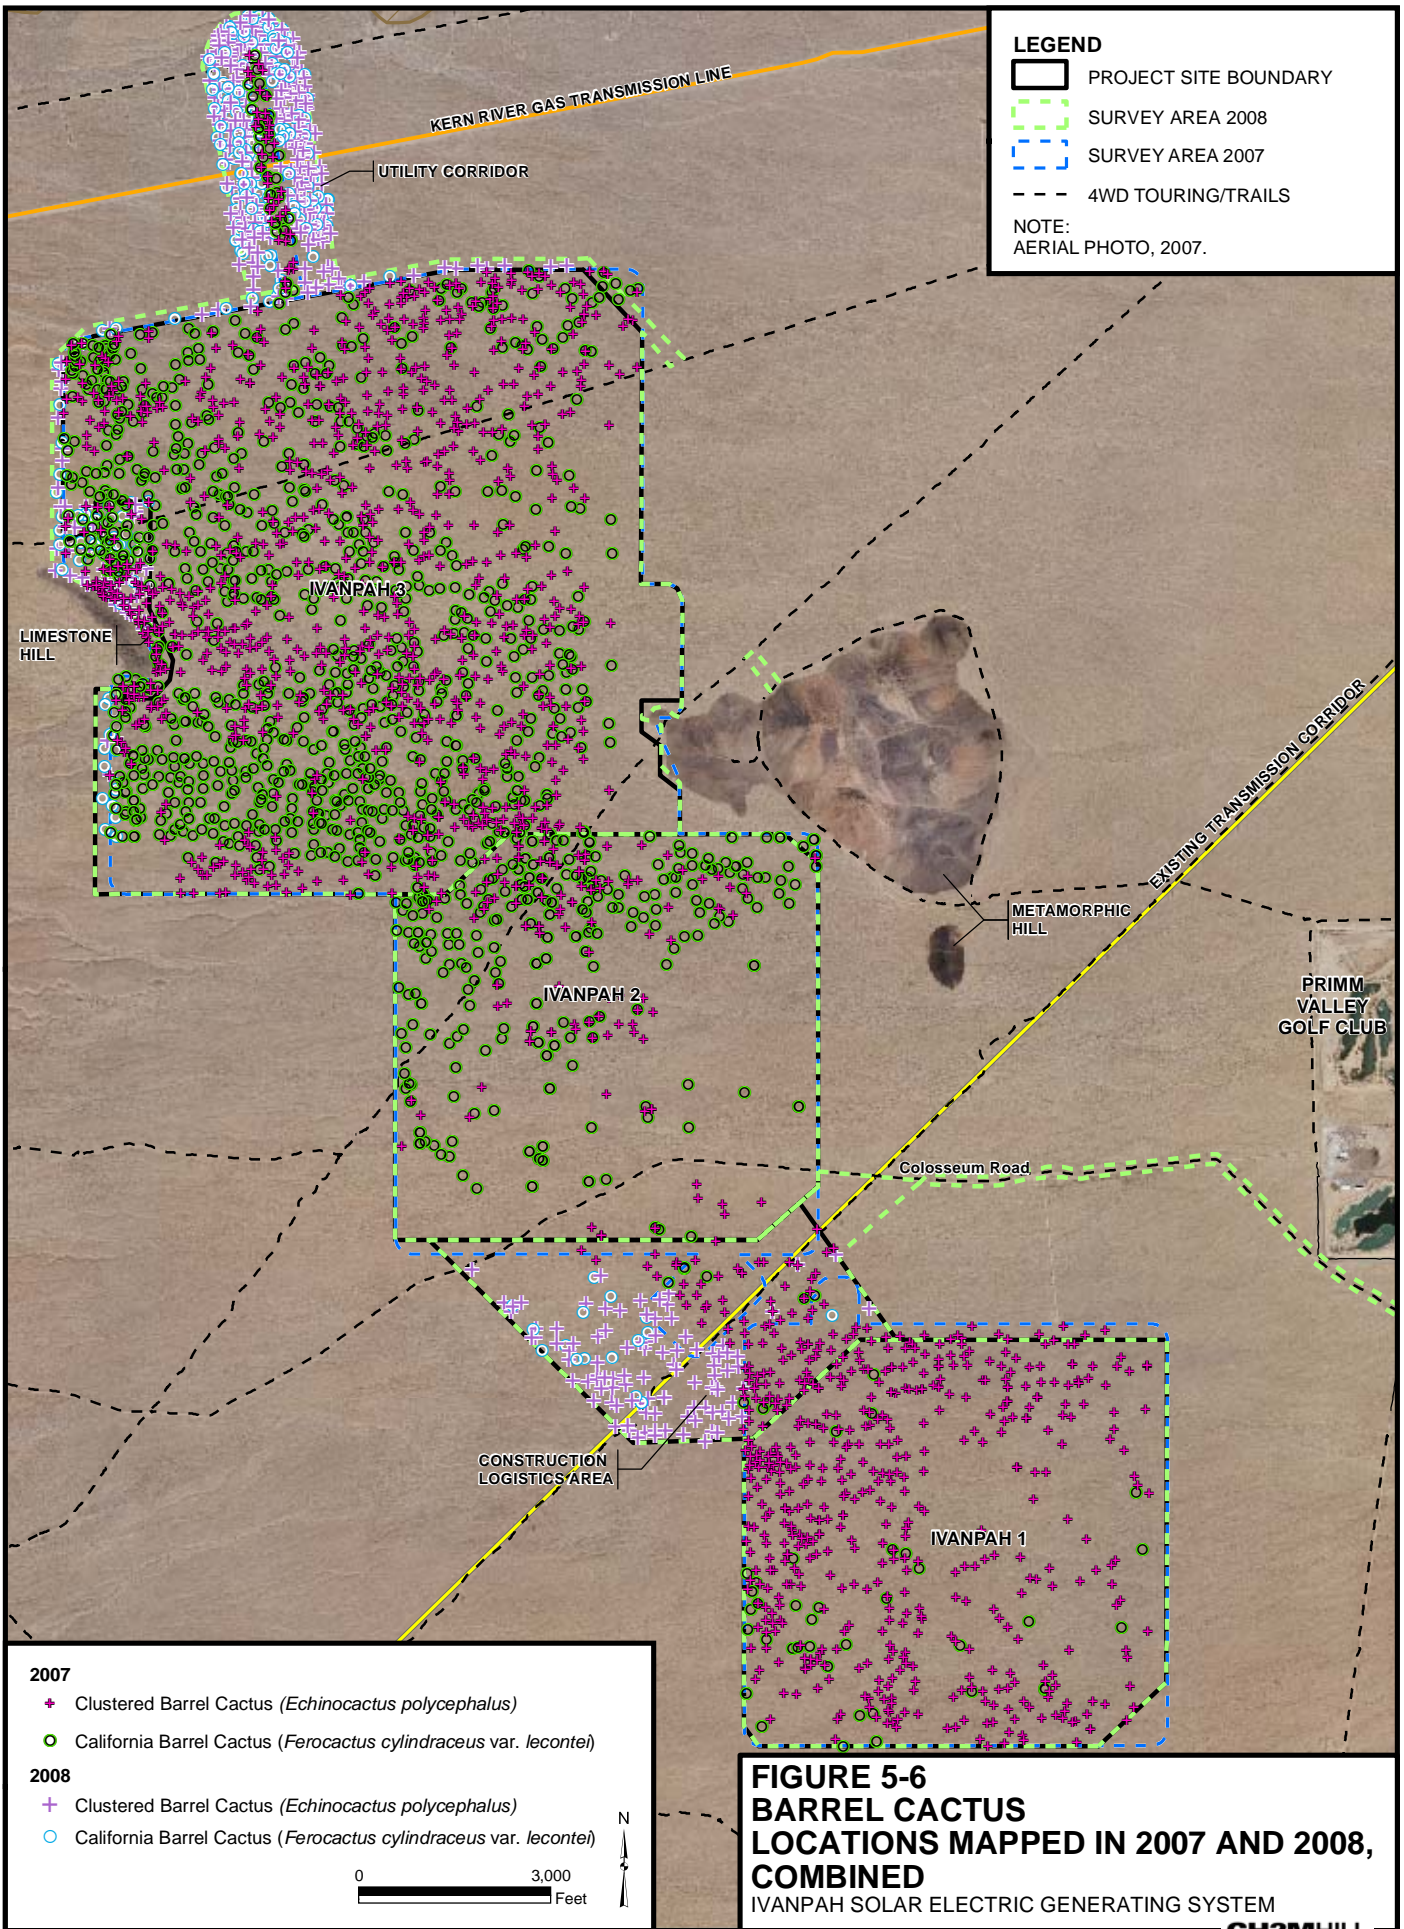 LEGEND
PROJECT SITE BOUNDARY
SURVEY AREA 2008
SURVEY AREA 2007
4WD TOURING/TRAILS
NOTE:
AERIAL PHOTO, 2007.
KERN RIVER GAS TRANSMISSION LINE
UTILITY CORRIDOR
IVANPAH 3
LIMESTONE
HILL
EXISTING TRANSMISSION CORRIDOR
METAMORPHIC
HILL
PRIMM
VALLEY
GOLF CLUB
IVANPAH 2
Colosseum Road
CONSTRUCTION
LOGISTICS AREA
IVANPAH 1
2007
Clustered Barrel Cactus (Echinocactus polycephalus)
California Barrel Cactus (Ferocactus cylindraceus var. lecontei)
2008
Clustered Barrel Cactus (Echinocactus polycephalus)
California Barrel Cactus (Ferocactus cylindraceus var. lecontei)
N
0 3,000
Feet
FIGURE 5-6
BARREL CACTUS
LOCATIONS MAPPED IN 2007 AND 2008,
COMBINED
IVANPAH SOLAR ELECTRIC GENERATING SYSTEM